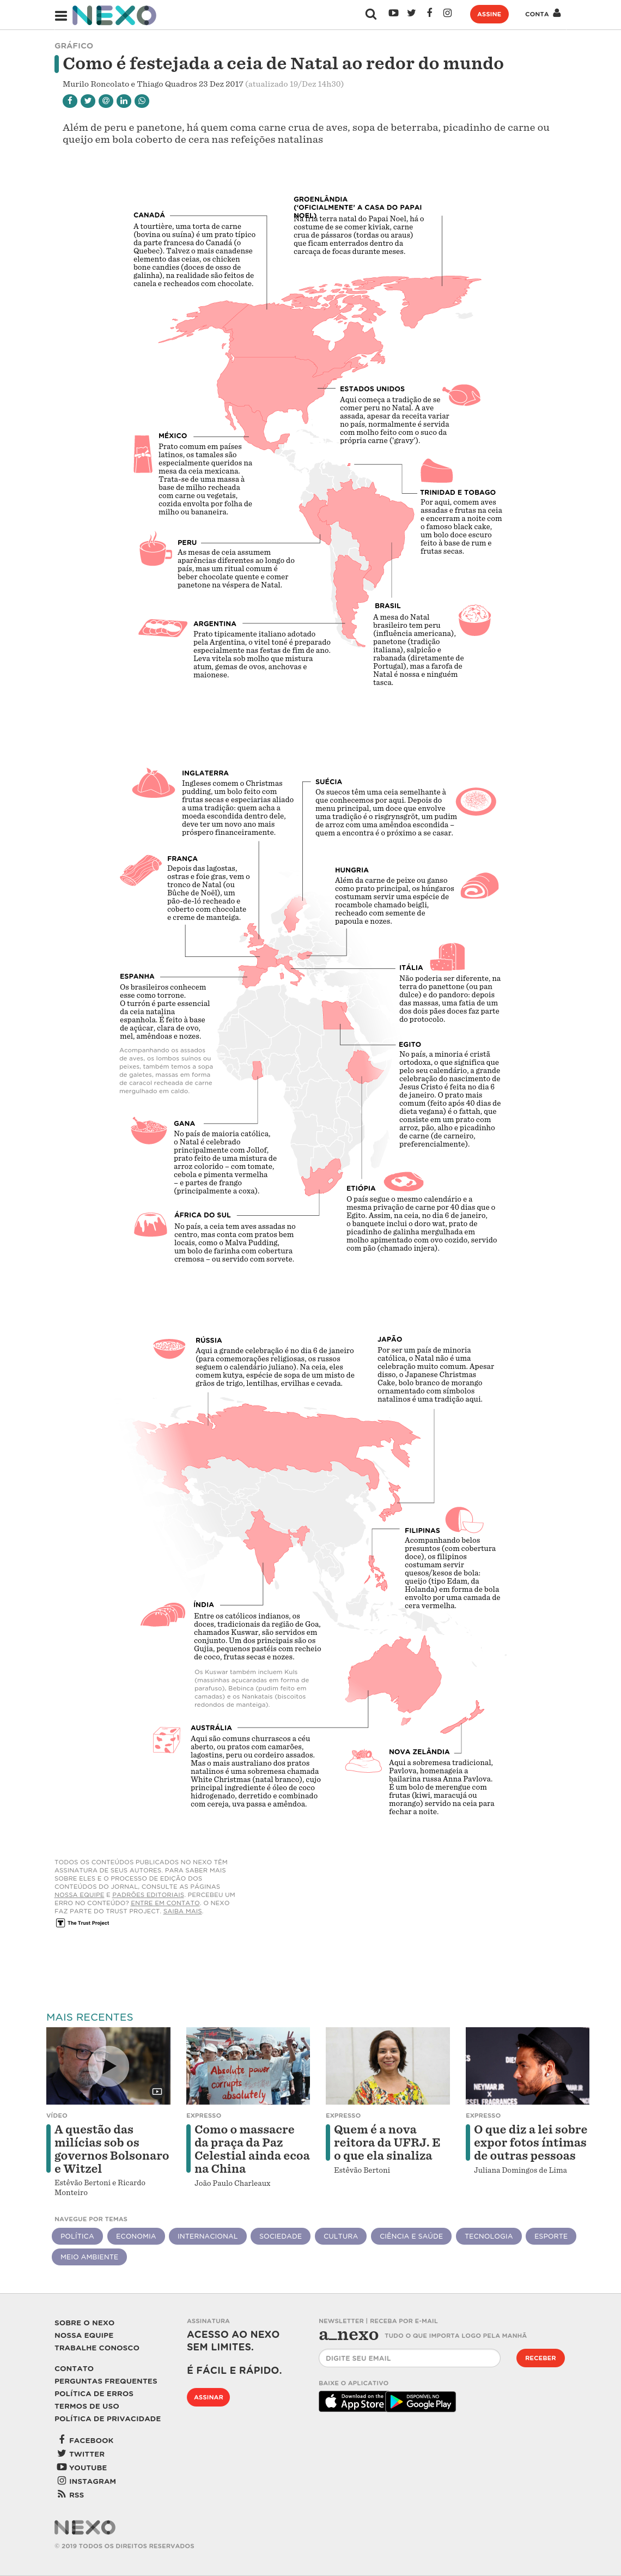 NEXO
ASSINE
CONTA
GRÁFICO
Como é festejada a ceia de Natal ao redor do mundo
Murilo Roncolato e Thiago Quadros 23 Dez 2017 (atualizado 19/Dez 14h30)
Além de peru e panetone, há quem coma carne crua de aves, sopa de beterraba, picadinho de carne ou
queijo em bola coberto de cera nas refeições natalinas
CANADÁ
A tourtière, uma torta de carne
(bovina ou suína) é um prato típico
da parte francesa do Canadá (o
Quebec). Talvez o mais canadense
elemento das ceias, os chicken
bone candies (doces de osso de
galinha), na realidade são feitos de
canela e recheados com chocolate.
GROENLÂNDIA
('OFICIALMENTE' A CASA DO PAPAI
NOEL)
Na fria terra natal do Papai Noel, há o
costume de se comer kiviak, carne
crua de pássaros (tordas ou araus)
que ficam enterrados dentro da
carcaça de focas durante meses.
ESTADOS UNIDOS
Aqui começa a tradição de se
comer peru no Natal. A ave
assada, apesar da receita variar
no país, normalmente é servida
com molho feito com o suco da
própria carne ('gravy').
MÉXICO
Prato comum em países
latinos, os tamales são
especialmente queridos na
mesa da ceia mexicana.
Trata-se de uma massa à
base de milho recheada
com carne ou vegetais,
cozida envolta por folha de
milho ou bananeira.
TRINIDAD E TOBAGO
Por aqui, comem aves
assadas e frutas na ceia
e encerram a noite com
o famoso black cake,
um bolo doce escuro
feito à base de rum e
frutas secas.
PERU
As mesas de ceia assumem
aparências diferentes ao longo do
país, mas um ritual comum é
beber chocolate quente e comer
panetone na véspera de Natal.
BRASIL
A mesa do Natal
brasileiro tem peru
(influência americana),
panetone (tradição
italiana), salpicão e
rabanada (diretamente de
Portugal), mas a farofa de
Natal é nossa e ninguém
tasca.
ARGENTINA
Prato tipicamente italiano adotado
pela Argentina, o vitel toné é preparado
especialmente nas festas de fim de ano.
Leva vitela sob molho que mistura
atum, gemas de ovos, anchovas e
maionese.
INGLATERRA
Ingleses comem o Christmas
pudding, um bolo feito com
frutas secas e especiarias aliado
a uma tradição: quem acha a
moeda escondida dentro dele,
deve ter um novo ano mais
próspero financeiramente.
SUÉCIA
Os suecos têm uma ceia semelhante à
que conhecemos por aqui. Depois do
menu principal, um doce que envolve
uma tradição é o risgrynsgröt, um pudim
de arroz com uma amêndoa escondida –
quem a encontra é o próximo a se casar.
FRANÇA
Depois das lagostas,
ostras e foie gras, vem o
tronco de Natal (ou
Bûche de Noël), um
pão-de-ló recheado e
coberto com chocolate
e creme de manteiga.
HUNGRIA
Além da carne de peixe ou ganso
como prato principal, os húngaros
costumam servir uma espécie de
rocambole chamado beigli,
recheado com semente de
papoula e nozes.
ESPANHA
Os brasileiros conhecem
esse como torrone.
O turrón é parte essencial
da ceia natalina
espanhola. É feito à base
de açúcar, clara de ovo,
mel, amêndoas e nozes.
Acompanhando os assados
de aves, os lombos suínos ou
peixes, também temos a sopa
de galetes, massas em forma
de caracol recheada de carne
mergulhado em caldo.
ITÁLIA
Não poderia ser diferente, na
terra do panettone (ou pan
dulce) e do pandoro: depois
das massas, uma fatia de um
dos dois pães doces faz parte
do protocolo.
EGITO
No país, a minoria é cristã
ortodoxa, o que significa que
pelo seu calendário, a grande
celebração do nascimento de
Jesus Cristo é feita no dia 6
de janeiro. O prato mais
comum (feito após 40 dias de
dieta vegana) é o fattah, que
consiste em um prato com
arroz, pão, alho e picadinho
de carne (de carneiro,
preferencialmente).
GANA
No país de maioria católica,
o Natal é celebrado
principalmente com Jollof,
prato feito de uma mistura de
arroz colorido – com tomate,
cebola e pimenta vermelha
– e partes de frango
(principalmente a coxa).
ETIÓPIA
O país segue o mesmo calendário e a
mesma privação de carne por 40 dias que o
Egito. Assim, na ceia, no dia 6 de janeiro,
o banquete inclui o doro wat, prato de
picadinho de galinha mergulhada em
molho apimentado com ovo cozido, servido
com pão (chamado injera).
ÁFRICA DO SUL
No país, a ceia tem aves assadas no
centro, mas conta com pratos bem
locais, como o Malva Pudding,
um bolo de farinha com cobertura
cremosa – ou servido com sorvete.
RÚSSIA
Aqui a grande celebração é no dia 6 de janeiro
(para comemorações religiosas, os russos
seguem o calendário juliano). Na ceia, eles
comem kutya, espécie de sopa de um misto de
grãos de trigo, lentilhas, ervilhas e cevada.
JAPÃO
Por ser um país de minoria
católica, o Natal não é uma
celebração muito comum. Apesar
disso, o Japanese Christmas
Cake, bolo branco de morango
ornamentado com símbolos
natalinos é uma tradição aqui.
FILIPINAS
Acompanhando belos
presuntos (com cobertura
doce), os filipinos
costumam servir
quesos/kesos de bola:
queijo (tipo Edam, da
Holanda) em forma de bola
envolto por uma camada de
cera vermelha.
ÍNDIA
Entre os católicos indianos, os
doces, tradicionais da região de Goa,
chamados Kuswar, são servidos em
conjunto. Um dos principais são os
Gujia, pequenos pastéis com recheio
de coco, frutas secas e nozes.
Os Kuswar também incluem Kuls
(massinhas açucaradas em forma de
parafuso), Bebinca (pudim feito em
camadas) e os Nankatais (biscoitos
redondos de manteiga).
AUSTRÁLIA
Aqui são comuns churrascos a céu
aberto, ou pratos com camarões,
lagostins, peru ou cordeiro assados.
Mas o mais australiano dos pratos
natalinos é uma sobremesa chamada
White Christmas (natal branco), cujo
principal ingrediente é óleo de coco
hidrogenado, derretido e combinado
com cereja, uva passa e amêndoa.
NOVA ZELÂNDIA
Aqui a sobremesa tradicional,
Pavlova, homenageia a
bailarina russa Anna Pavlova.
É um bolo de merengue com
frutas (kiwi, maracujá ou
morango) servido na ceia para
fechar a noite.
TODOS OS CONTEÚDOS PUBLICADOS NO NEXO TÊM
ASSINATURA DE SEUS AUTORES. PARA SABER MAIS
SOBRE ELES E O PROCESSO DE EDIÇÃO DOS
CONTEÚDOS DO JORNAL, CONSULTE AS PÁGINAS
NOSSA EQUIPE E PADRÕES EDITORIAIS. PERCEBEU UM
ERRO NO CONTEÚDO? ENTRE EM CONTATO. O NEXO
FAZ PARTE DO TRUST PROJECT. SAIBA MAIS.
The Trust Project
MAIS RECENTES
Absolute power
corrupts
absolutely
NEYMAR JR
X
DIESEL FRAGRANCES
VÍDEO
A questão das
milícias sob os
governos Bolsonaro
e Witzel
Estêvão Bertoni e Ricardo
Monteiro
EXPRESSO
Como o massacre
da praça da Paz
Celestial ainda ecoa
na China
João Paulo Charleaux
EXPRESSO
Quem é a nova
reitora da UFRJ. E
o que ela sinaliza
Estêvão Bertoni
EXPRESSO
O que diz a lei sobre
expor fotos íntimas
de outras pessoas
Juliana Domingos de Lima
NAVEGUE POR TEMAS
POLÍTICA
ECONOMIA
INTERNACIONAL
SOCIEDADE
CULTURA
CIÊNCIA E SAÚDE
TECNOLOGIA
ESPORTE
MEIO AMBIENTE
SOBRE O NEXO
NOSSA EQUIPE
TRABALHE CONOSCO
CONTATO
PERGUNTAS FREQUENTES
POLÍTICA DE ERROS
TERMOS DE USO
POLÍTICA DE PRIVACIDADE
FACEBOOK
TWITTER
YOUTUBE
INSTAGRAM
RSS
ASSINATURA
ACESSO AO NEXO
SEM LIMITES.
É FÁCIL E RÁPIDO.
ASSINAR
NEWSLETTER | RECEBA POR E-MAIL
a_nexo TUDO O QUE IMPORTA LOGO PELA MANHÃ
DIGITE SEU EMAIL
RECEBER
BAIXE O APLICATIVO
Download on the
App Store
DISPONÍVEL NO
Google Play
NEXO
© 2019 TODOS OS DIREITOS RESERVADOS